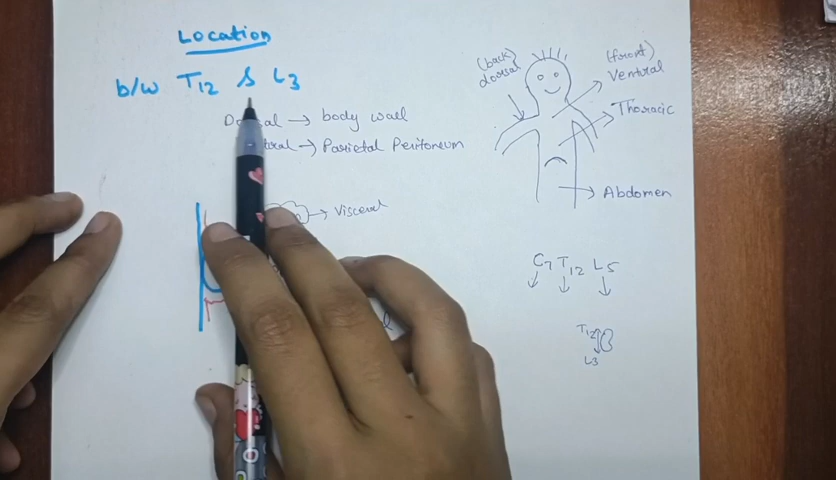 Location
b/w T12 & L3
body wall
→ Parietal Peritoneum
→ Visceral
(back)
dorsal
(front)
Ventral
Thoracic
Abdomen
C7 T12 L5
T12
L3